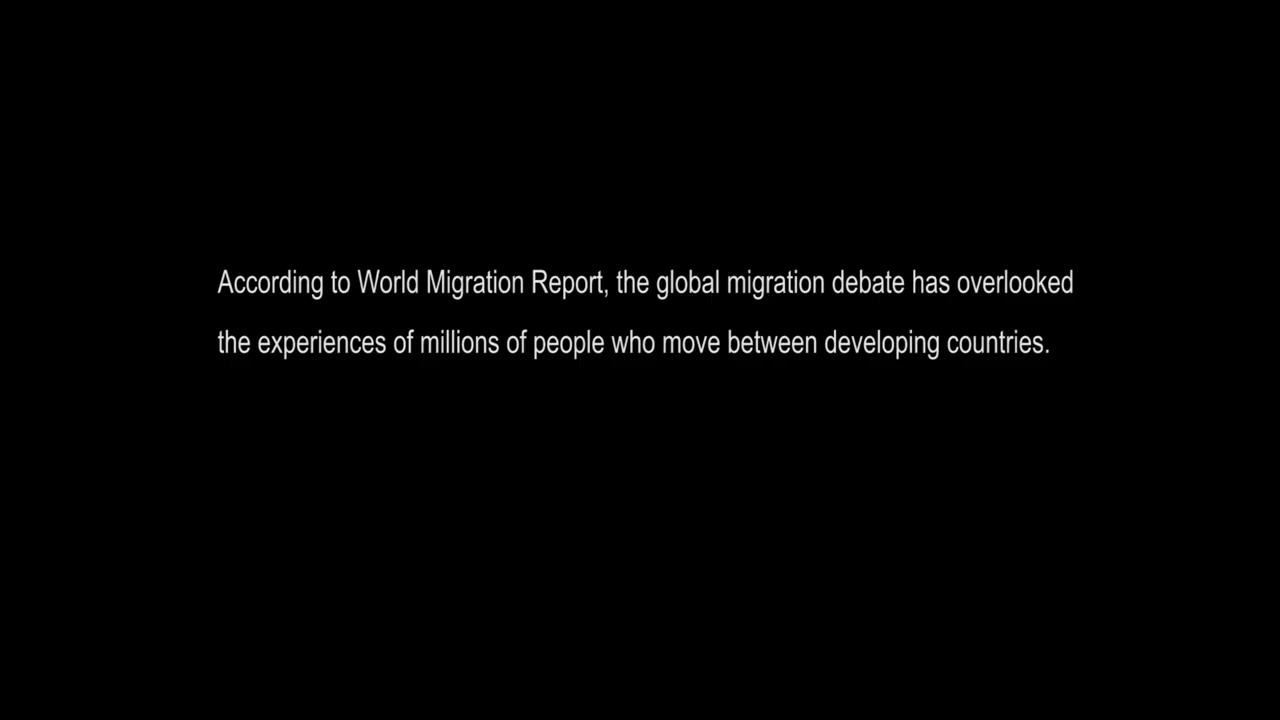 According to World Migration Report, the global migration debate has overlooked
the experiences of millions of people who move between developing countries.